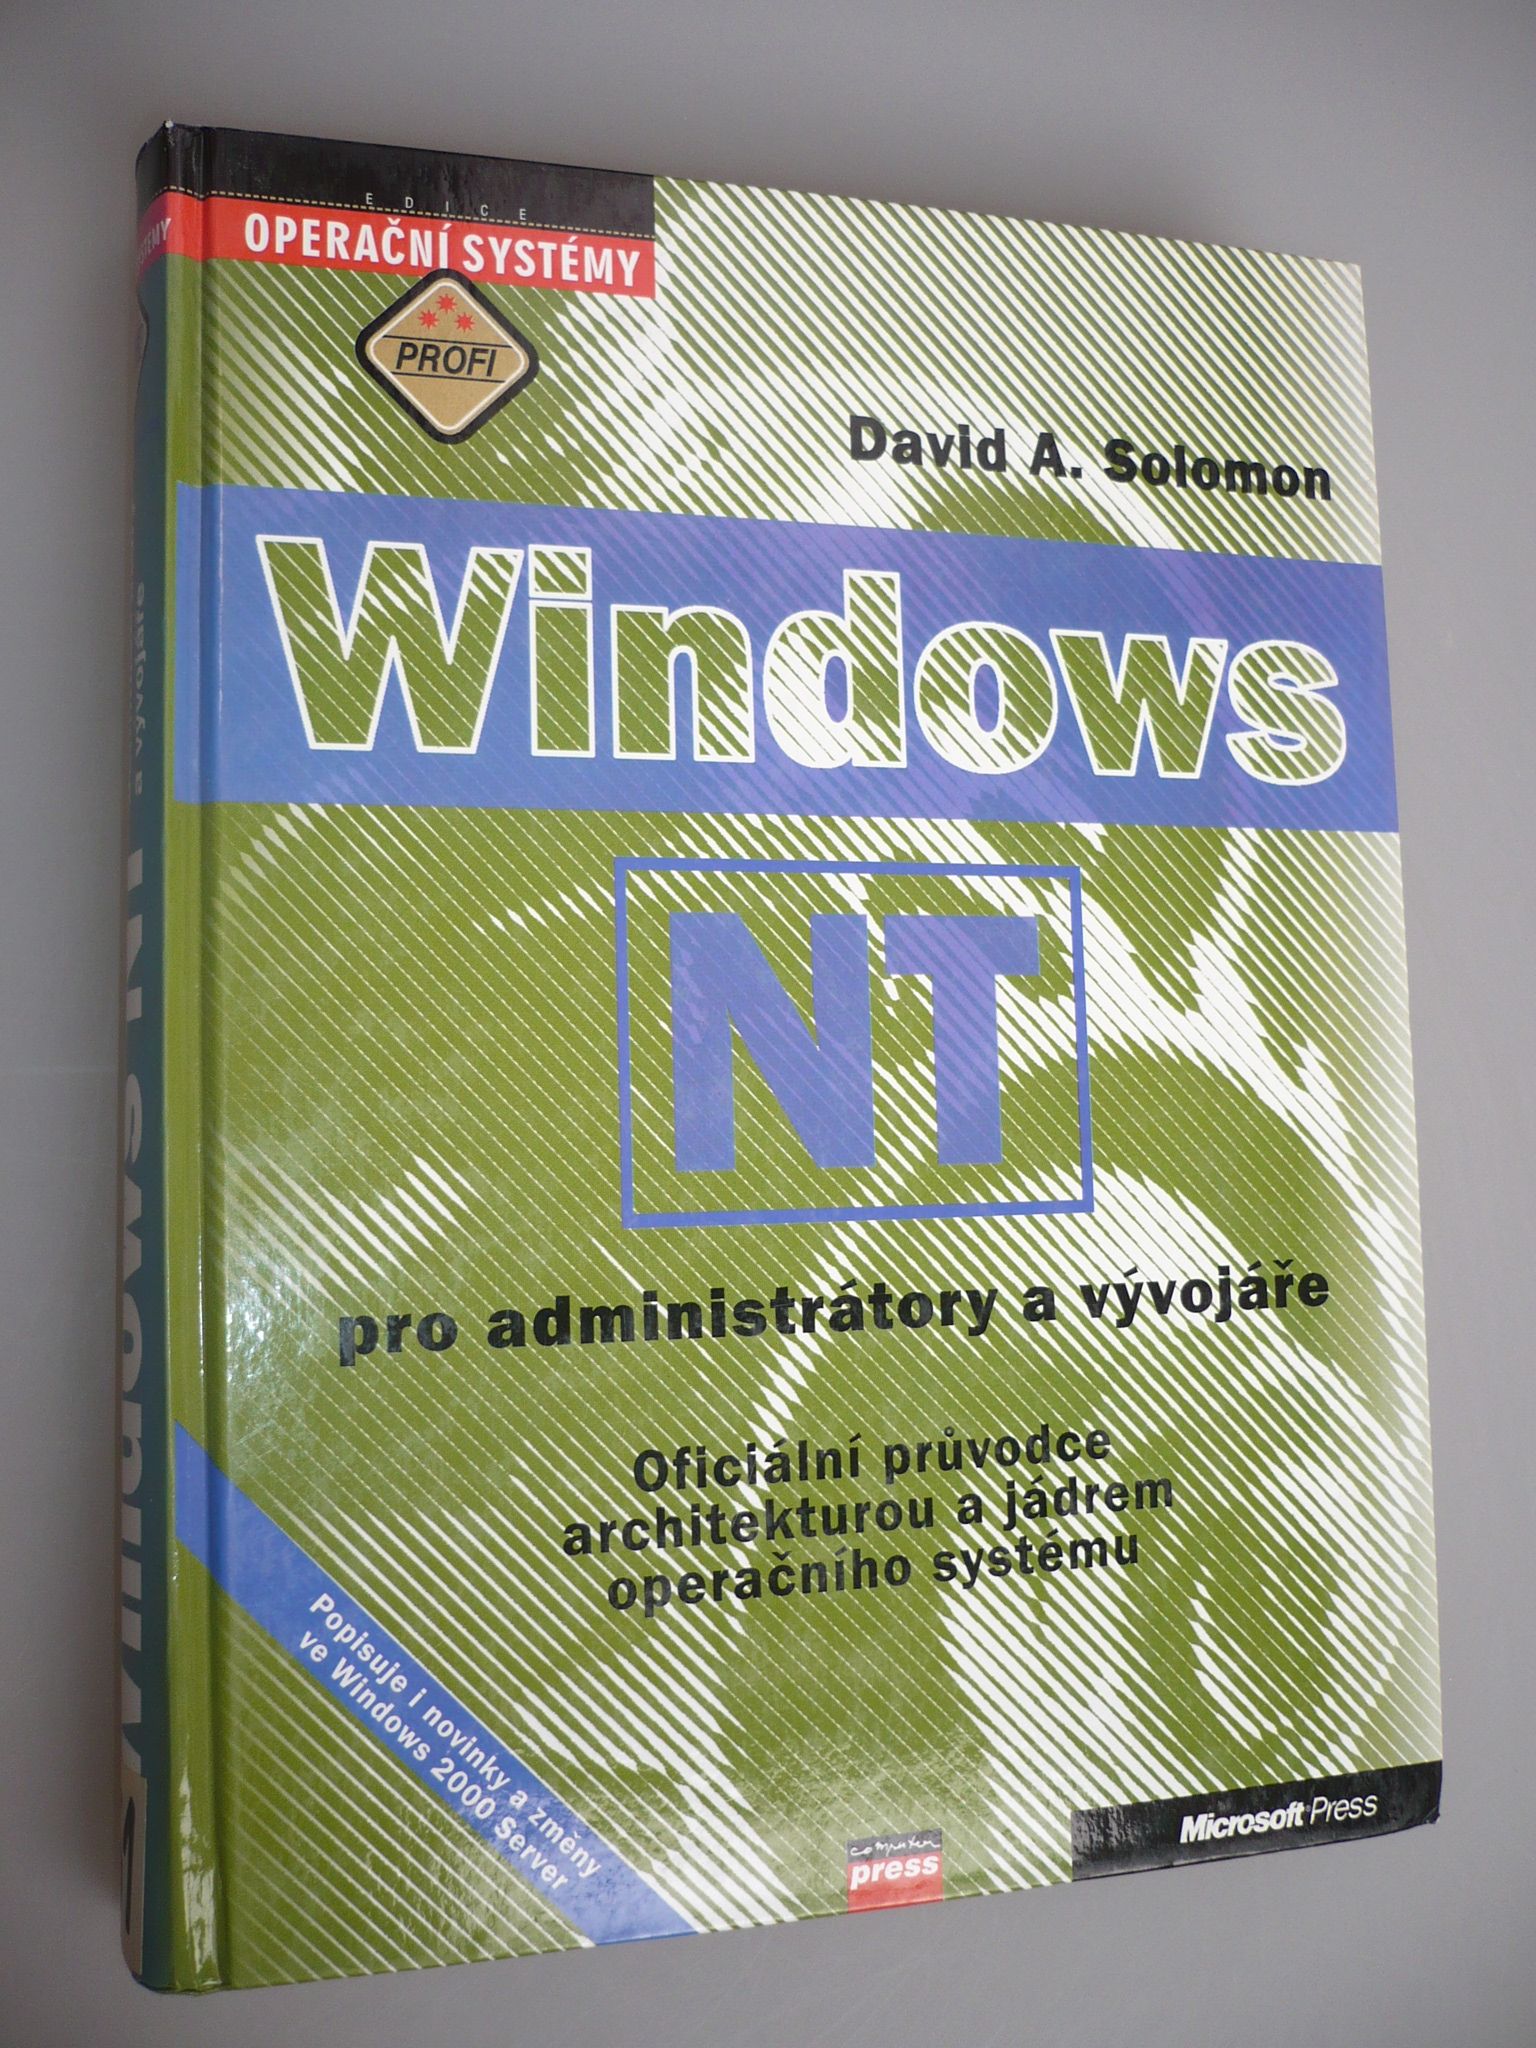 EDICE
OPERAČNÍ SYSTÉMY
PROFI
David A. Solomon
Windows
NT
pro administrátory a vývojáře
Oficiální průvodce
architekturou a jádrem
operačního systému
Popisuje i novinky a změny
ve Windows 2000 Server
computer
press
Microsoft Press